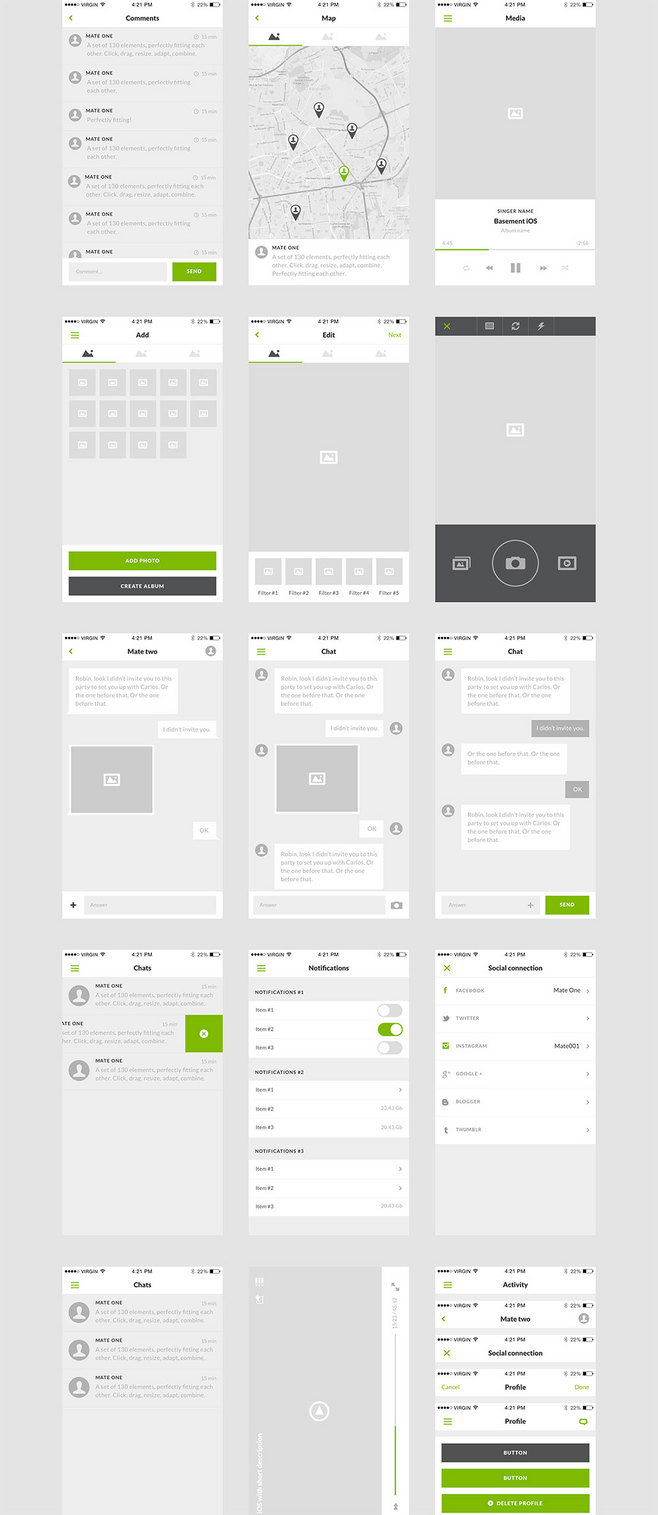 VIRGIN 4:21 PM 22%
Comments
MATE ONE 15 min
A set of 130 elements, perfectly fitting each
other. Click, drag, resize, adapt, combine.
MATE ONE 15 min
A set of 130 elements, perfectly fitting
each other.
MATE ONE 15 min
Perfectly fitting!
MATE ONE 15 min
A set of 130 elements, perfectly fitting
each other.
MATE ONE 15 min
A set of 130 elements, perfectly fitting each
other. Click, drag, resize, adapt, combine.
MATE ONE 15 min
A set of 130 elements, perfectly fitting
each other.
MATE ONE 15 min
Comment...
SEND
VIRGIN 4:21 PM 22%
Map
MATE ONE
A set of 130 elements, perfectly fitting each
other. Click, drag, resize, adapt, combine.
Perfectly fitting each other.
VIRGIN 4:21 PM 22%
Media
SINGER NAME
Basement iOS
Album name
4:45 -2:56
VIRGIN 4:21 PM 22%
Add
ADD PHOTO
CREATE ALBUM
VIRGIN 4:21 PM 22%
Edit Next
Filter #1 Filter #2 Filter #3 Filter #4 Filter #5
VIRGIN 4:21 PM 22%
Mate two
Robin, look I didn't invite you to this
party to set you up with Carlos. Or
the one before that. Or the one
before that.
I didn't invite you.
OK
Answer
VIRGIN 4:21 PM 22%
Chat
Robin, look I didn't invite you to this
party to set you up with Carlos. Or
the one before that. Or the one
before that.
I didn't invite you.
OK
Robin, look I didn't invite you to this
party to set you up with Carlos. Or
the one before that. Or the one
before that.
Answer
VIRGIN 4:21 PM 22%
Chat
Robin, look I didn't invite you to this
party to set you up with Carlos. Or
the one before that. Or the one
before that.
I didn't invite you.
Or the one before that. Or the one
before that.
OK
Robin, look I didn't invite you to this
party to set you up with Carlos. Or
the one before that. Or the one
before that.
Answer
SEND
VIRGIN 4:21 PM 22%
Chats
MATE ONE 15 min
A set of 130 elements, perfectly fitting each
other. Click, drag, resize, adapt, combine.
ATE ONE 15 min
set of 130 elements, perfectly fitting each
her. Click, drag, resize, adapt, combine.
MATE ONE 15 min
A set of 130 elements, perfectly fitting each
other. Click, drag, resize, adapt, combine.
VIRGIN 4:21 PM 22%
Notifications
NOTIFICATIONS #1
Item #1
Item #2
Item #3
NOTIFICATIONS #2
Item #1
Item #2 23:43 Gb
Item #3 20:43 Gb
NOTIFICATIONS #3
Item #1
Item #2
Item #3 20:43 Gb
VIRGIN 4:21 PM 22%
Social connection
FACEBOOK Mate One
TWITTER
INSTAGRAM Mate001
GOOGLE +
BLOGGER
THUMBLR
VIRGIN 4:21 PM 22%
Chats
MATE ONE 15 min
A set of 130 elements, perfectly fitting each
other. Click, drag, resize, adapt, combine.
MATE ONE 15 min
A set of 130 elements, perfectly fitting each
other. Click, drag, resize, adapt, combine.
MATE ONE 15 min
A set of 130 elements, perfectly fitting each
other. Click, drag, resize, adapt, combine.
iOS with short description
VIRGIN 4:21 PM 22%
Activity
VIRGIN 4:21 PM 22%
Mate two
VIRGIN 4:21 PM 22%
Social connection
VIRGIN 4:21 PM 22%
Cancel Profile Done
VIRGIN 4:21 PM 22%
Profile
BUTTON
BUTTON
DELETE PROFILE